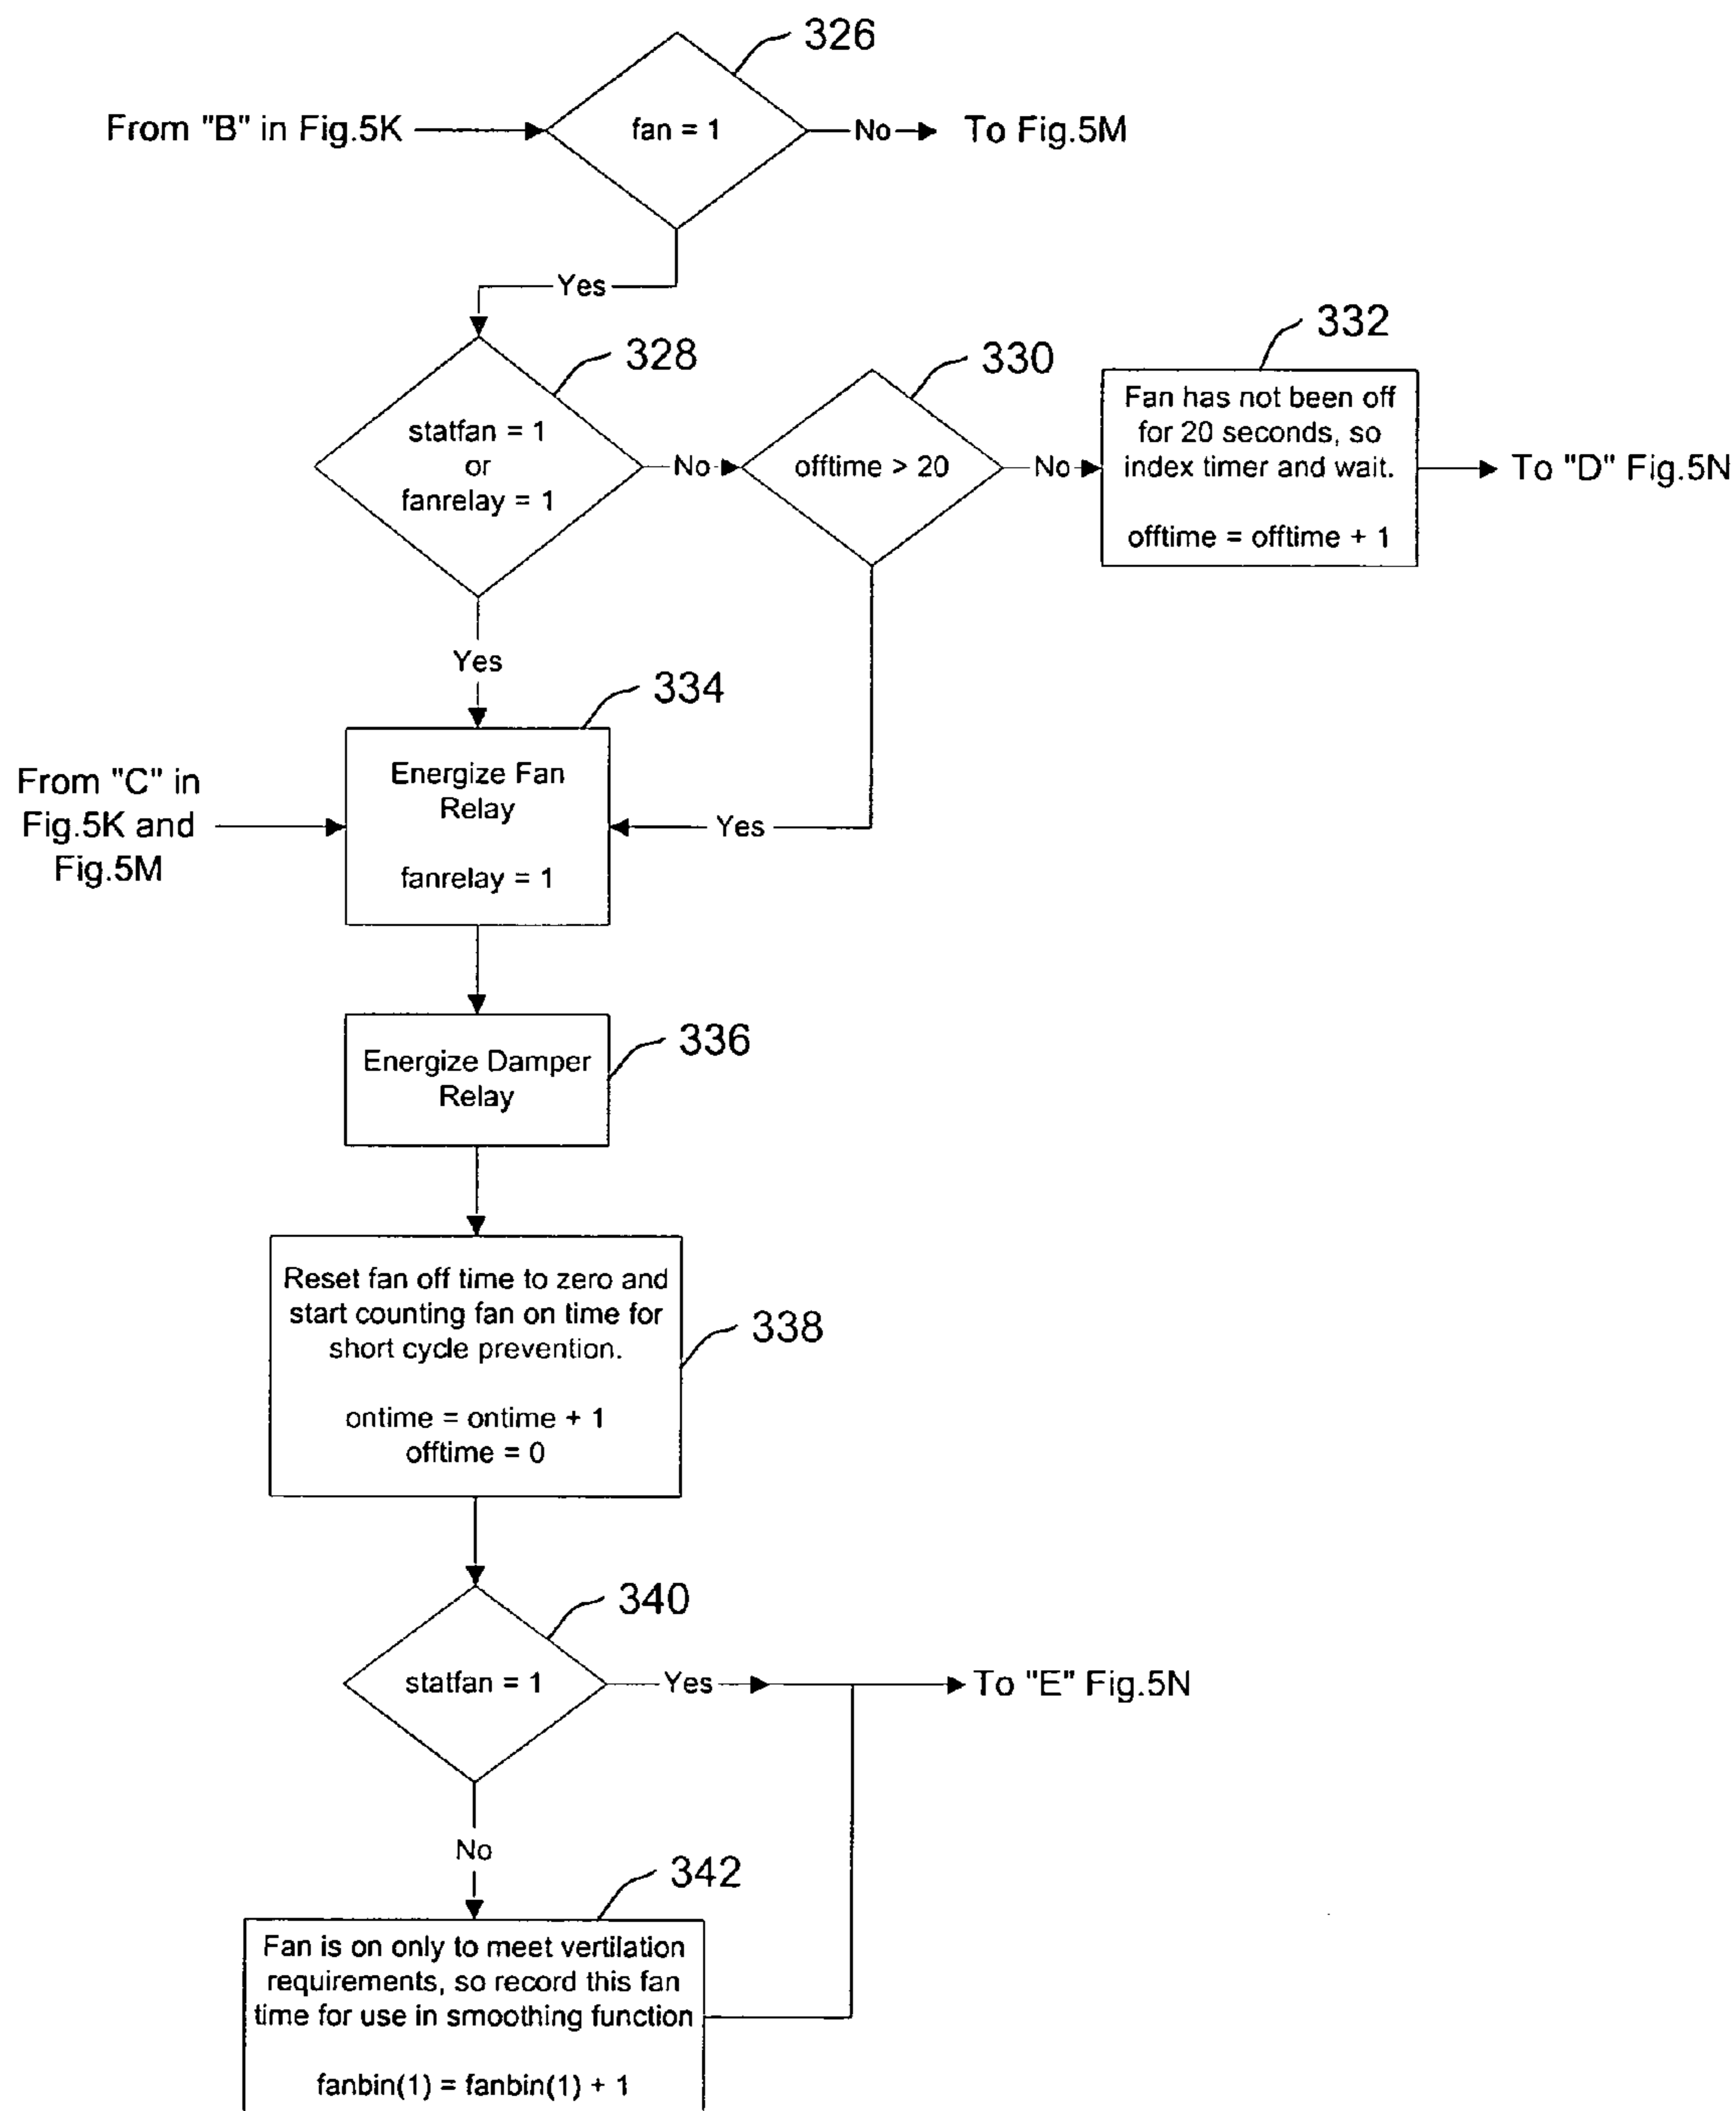 326
From "B" in Fig.5K
fan = 1
No
To Fig.5M
Yes
328
statfan = 1
or
fanrelay = 1
No
330
offtime > 20
No
332
Fan has not been off
for 20 seconds, so
index timer and wait.
offtime = offtime + 1
To "D" Fig.5N
Yes
334
From "C" in
Fig.5K and
Fig.5M
Energize Fan
Relay
fanrelay = 1
Yes
336
Energize Damper
Relay
338
Reset fan off time to zero and
start counting fan on time for
short cycle prevention.
ontime = ontime + 1
offtime = 0
340
statfan = 1
Yes
To "E" Fig.5N
No
342
Fan is on only to meet vertilation
requirements, so record this fan
time for use in smoothing function
fanbin(1) = fanbin(1) + 1